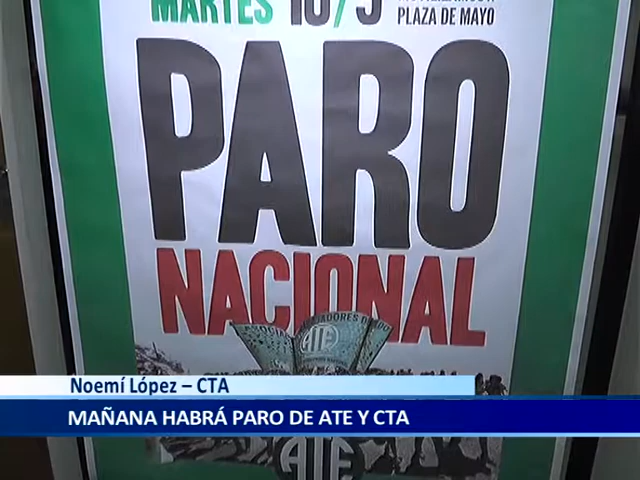 MARTES
PLAZA DE MAYO
PARO
NACIONAL
ATE
Noemí López – CTA
MAÑANA HABRÁ PARO DE ATE Y CTA
ATE